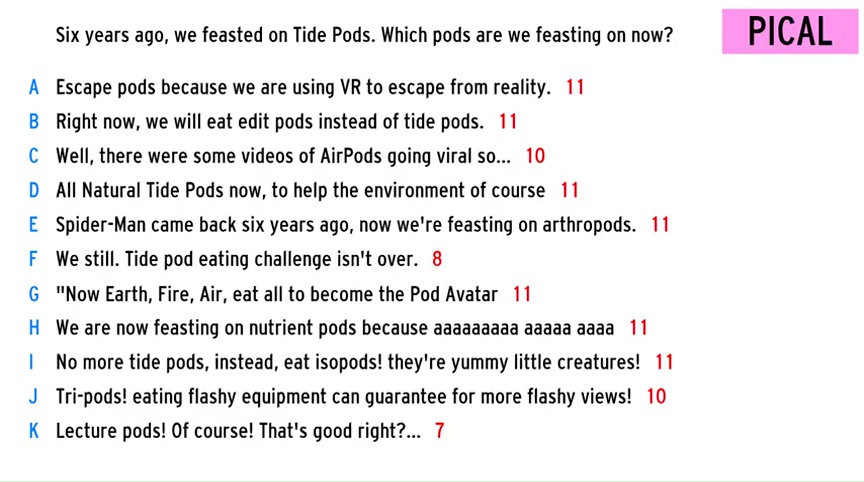 Six years ago, we feasted on Tide Pods. Which pods are we feasting on now?
PICAL
A Escape pods because we are using VR to escape from reality. 11
B Right now, we will eat edit pods instead of tide pods. 11
C Well, there were some videos of AirPods going viral so... 10
D All Natural Tide Pods now, to help the environment of course 11
E Spider-Man came back six years ago, now we're feasting on arthropods. 11
F We still. Tide pod eating challenge isn't over. 8
G "Now Earth, Fire, Air, eat all to become the Pod Avatar 11
H We are now feasting on nutrient pods because aaaaaaaaa aaaaa aaaa 11
I No more tide pods, instead, eat isopods! they're yummy little creatures! 11
J Tri-pods! eating flashy equipment can guarantee for more flashy views! 10
K Lecture pods! Of course! That's good right?... 7